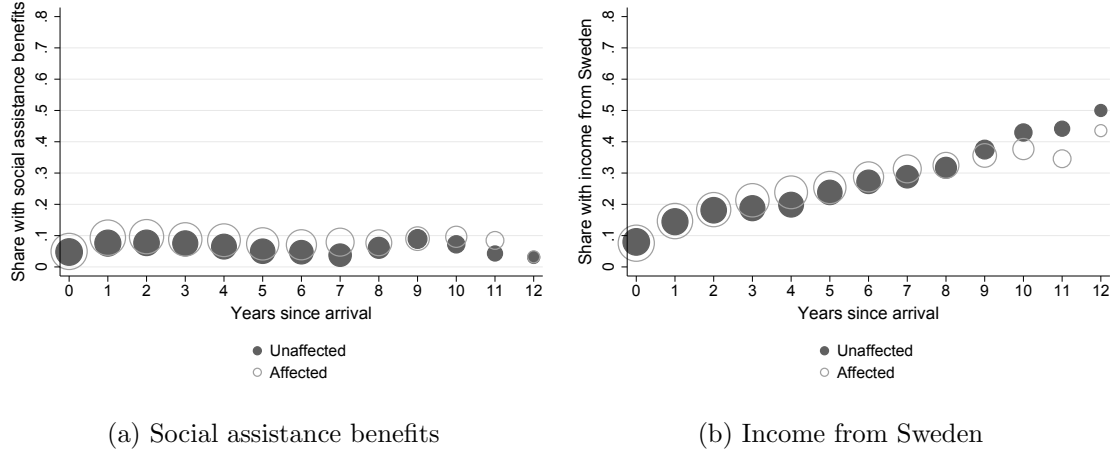 Share with social assistance benefits
.8
.7
.6
.5
.4
.3
.2
.1
0
0 1 2 3 4 5 6 7 8 9 10 11 12
Years since arrival
Unaffected
Affected
(a) Social assistance benefits
Share with income from Sweden
.8
.7
.6
.5
.4
.3
.2
.1
0
0 1 2 3 4 5 6 7 8 9 10 11 12
Years since arrival
Unaffected
Affected
(b) Income from Sweden